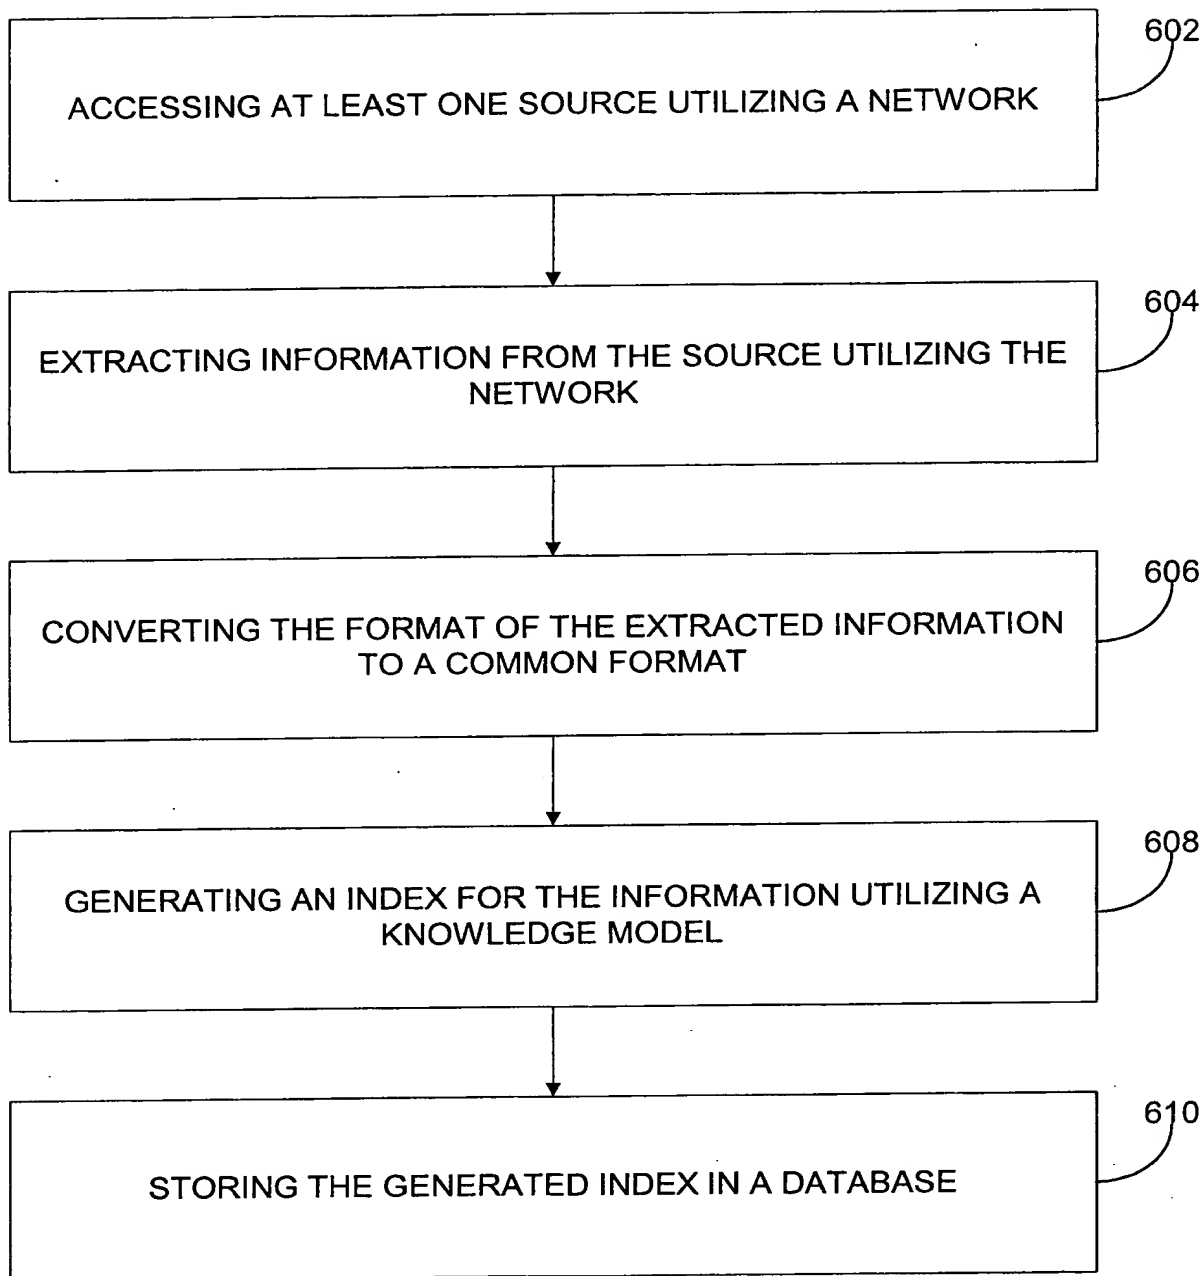 602
ACCESSING AT LEAST ONE SOURCE UTILIZING A NETWORK
604
EXTRACTING INFORMATION FROM THE SOURCE UTILIZING THE
NETWORK
606
CONVERTING THE FORMAT OF THE EXTRACTED INFORMATION
TO A COMMON FORMAT
608
GENERATING AN INDEX FOR THE INFORMATION UTILIZING A
KNOWLEDGE MODEL
610
STORING THE GENERATED INDEX IN A DATABASE